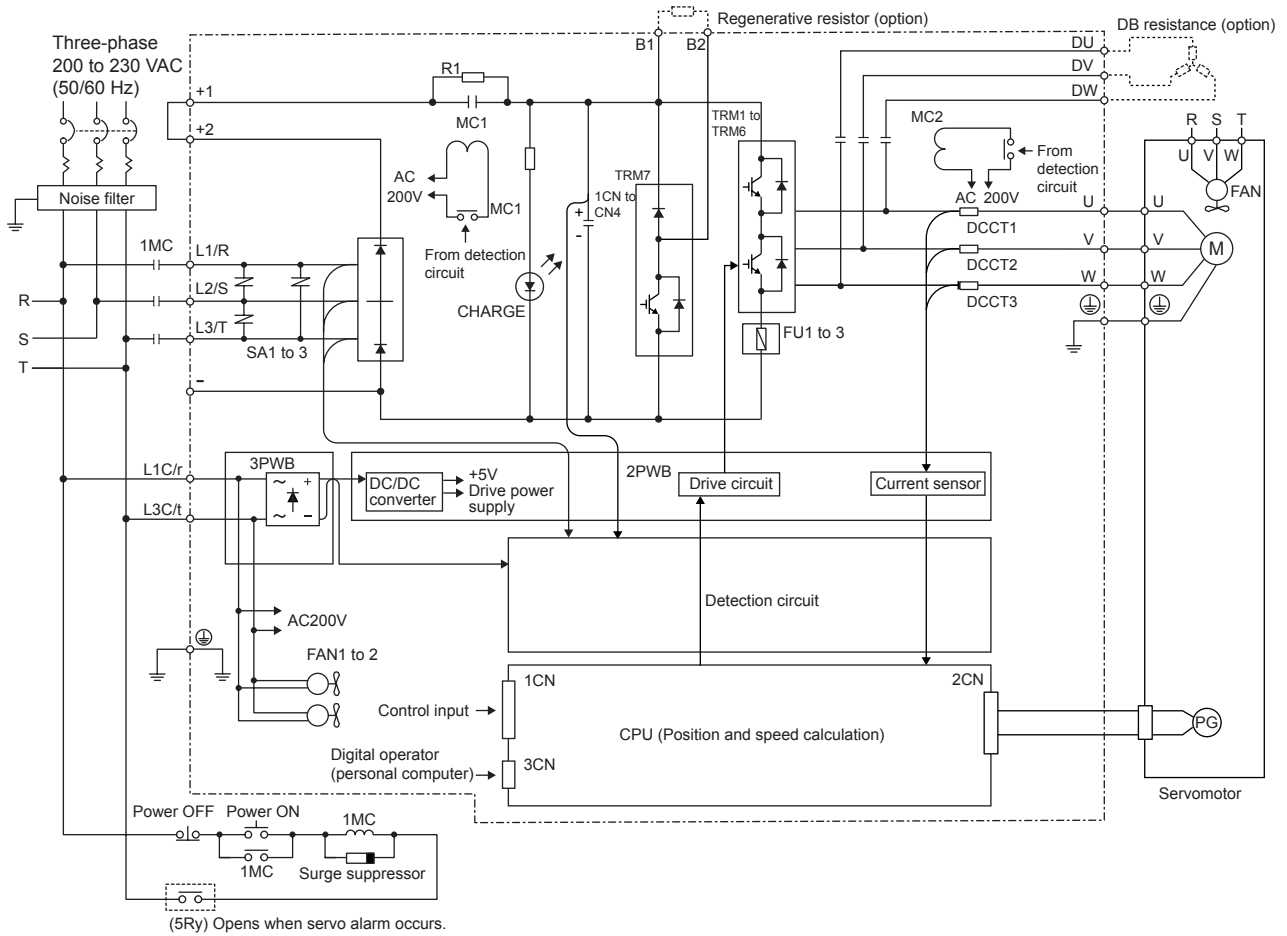 Regenerative resistor (option)
B1
B2
DB resistance (option)
DU
DV
DW
Three-phase
200 to 230 VAC
(50/60 Hz)
+1
+2
R1
MC1
TRM1 to
TRM6
MC2
From
detection
circuit
AC 200V
R S T
U V W
FAN
Noise filter
AC
200V
MC1
From detection
circuit
1CN to
CN4
+
-
TRM7
U
U
DCCT1
V
V
DCCT2
W
W
DCCT3
M
1MC
L1/R
L2/S
L3/T
R
S
T
SA1 to 3
CHARGE
FU1 to 3
-
L1C/r
L3C/t
3PWB
~ +
~ -
DC/DC
converter
+5V
Drive power
supply
2PWB
Drive circuit
Current sensor
Detection circuit
AC200V
FAN1 to 2
1CN
2CN
Control input
CPU (Position and speed calculation)
Digital operator
(personal computer)
3CN
PG
Servomotor
Power OFF
Power ON
1MC
1MC
Surge suppressor
(5Ry) Opens when servo alarm occurs.